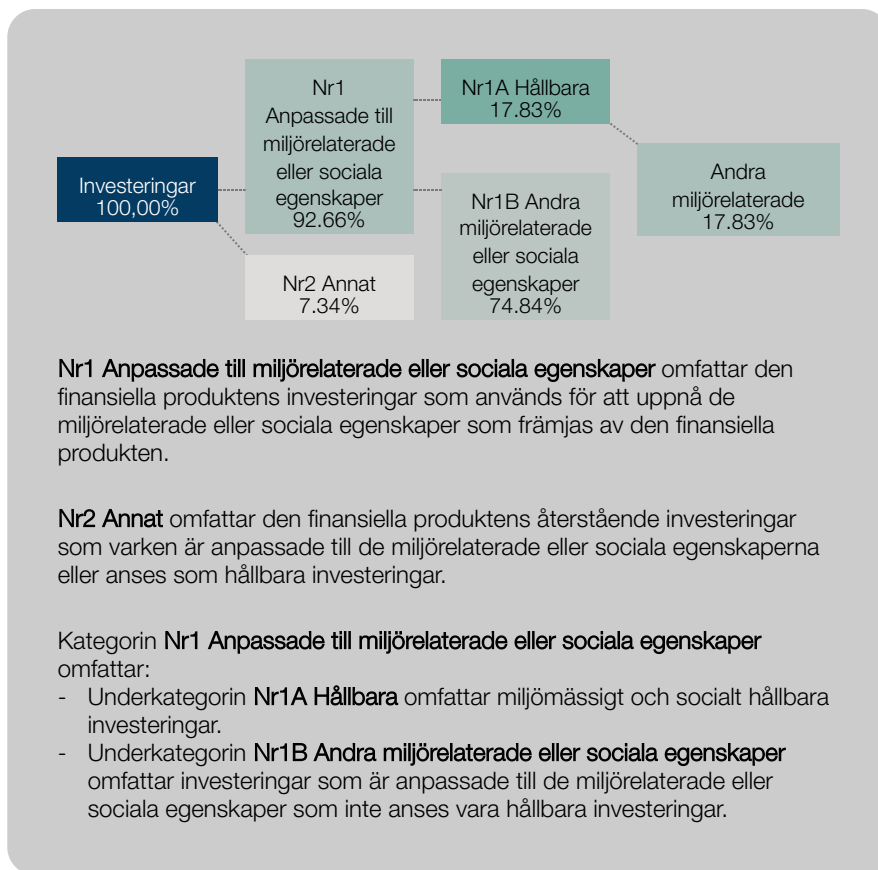 Investeringar
100,00%
Nr1
Anpassade till
miljörelaterade
eller sociala
egenskaper
92.66%
Nr2 Annat
7.34%
Nr1A Hållbara
17.83%
Nr1B Andra
miljörelaterade
eller sociala
egenskaper
74.84%
Andra
miljörelaterade
17.83%
Nr1 Anpassade till miljörelaterade eller sociala egenskaper omfattar den
finansiella produktens investeringar som används för att uppnå de
miljörelaterade eller sociala egenskaper som främjas av den finansiella
produkten.
Nr2 Annat omfattar den finansiella produktens återstående investeringar
som varken är anpassade till de miljörelaterade eller sociala egenskaperna
eller anses som hållbara investeringar.
Kategorin Nr1 Anpassade till miljörelaterade eller sociala egenskaper
omfattar:
- Underkategorin Nr1A Hållbara omfattar miljömässigt och socialt hållbara
investeringar.
- Underkategorin Nr1B Andra miljörelaterade eller sociala egenskaper
omfattar investeringar som är anpassade till de miljörelaterade eller
sociala egenskaper som inte anses vara hållbara investeringar.